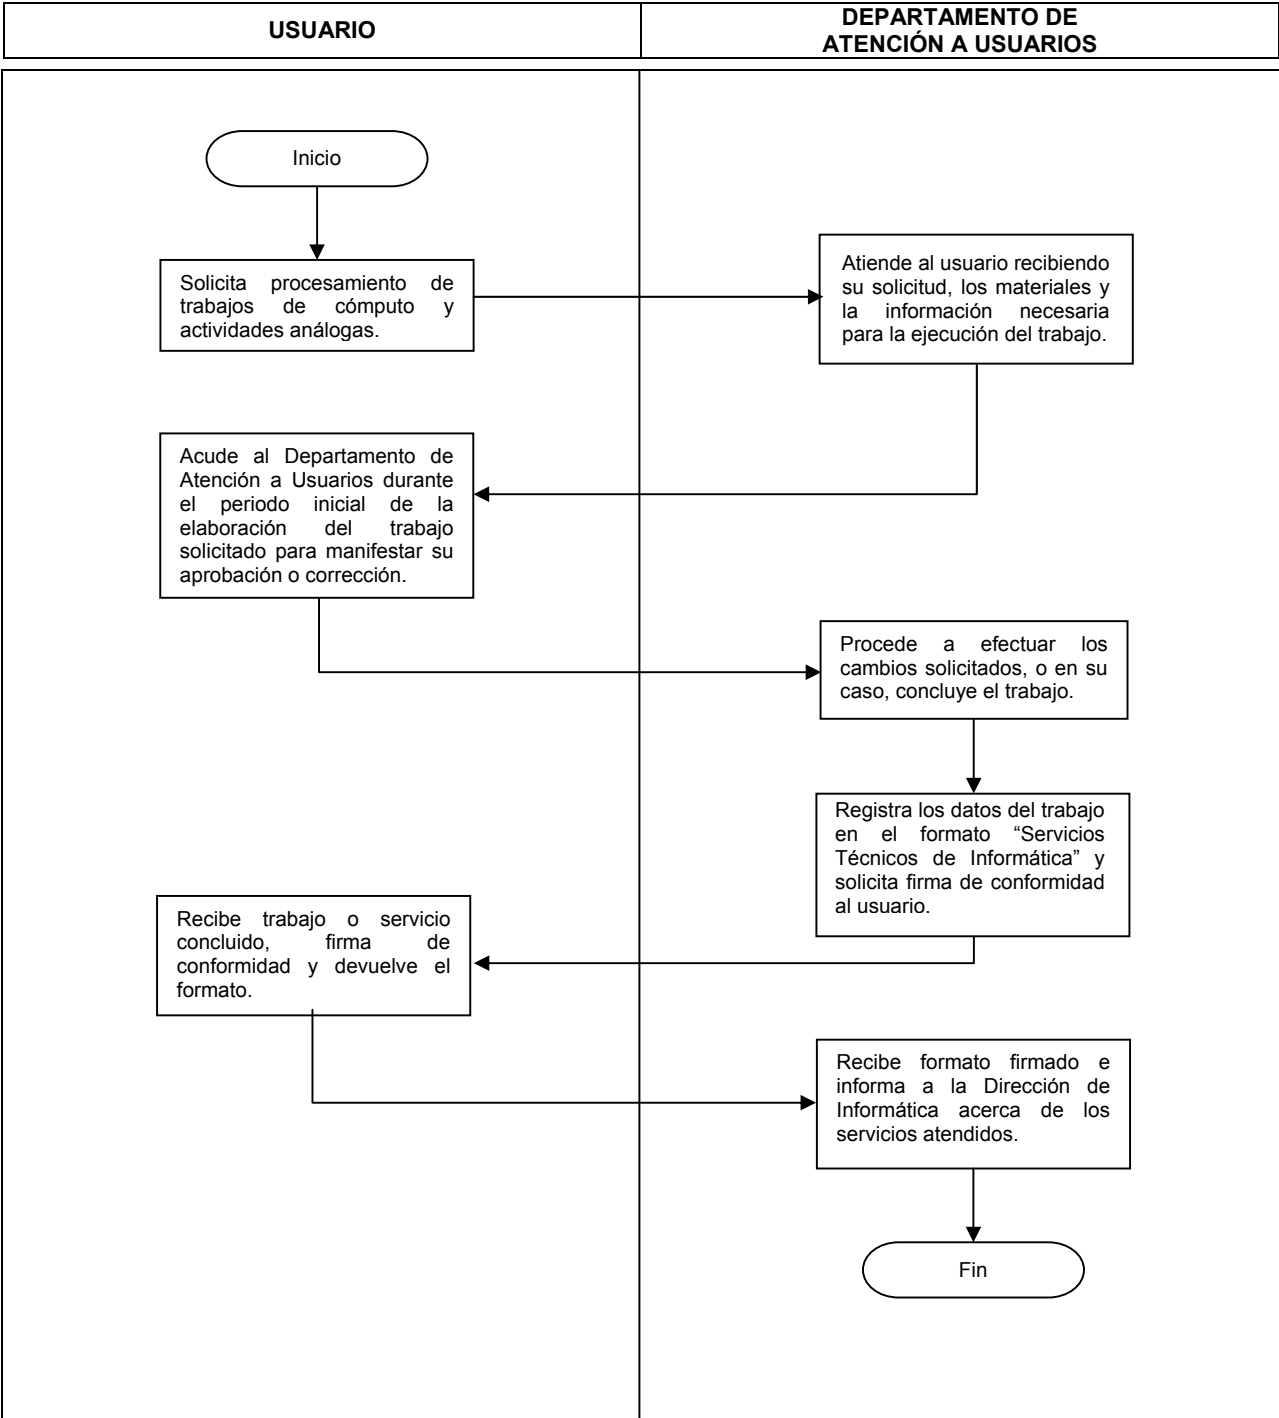 USUARIO
DEPARTAMENTO DE
ATENCIÓN A USUARIOS
Inicio
Solicita procesamiento de
trabajos de cómputo y
actividades análogas.
Atiende al usuario recibiendo
su solicitud, los materiales y
la información necesaria
para la ejecución del trabajo.
Acude al Departamento de
Atención a Usuarios durante
el periodo inicial de la
elaboración del trabajo
solicitado para manifestar su
aprobación o corrección.
Procede a efectuar los
cambios solicitados, o en su
caso, concluye el trabajo.
Registra los datos del trabajo
en el formato “Servicios
Técnicos de Informática” y
solicita firma de conformidad
al usuario.
Recibe trabajo o servicio
concluido, firma de
conformidad y devuelve el
formato.
Recibe formato firmado e
informa a la Dirección de
Informática acerca de los
servicios atendidos.
Fin